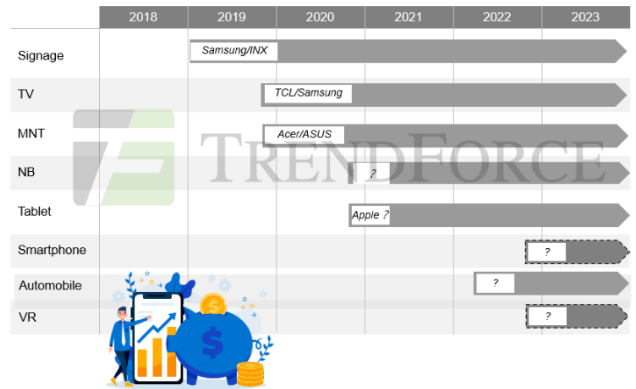 2018 2019 2020 2021 2022 2023
Signage Samsung/INX
TV TCL/Samsung
MNT Acer/ASUS
TRENDFORCE
NB ?
Tablet Apple ?
Smartphone ?
Automobile ?
VR ?
$
$
$